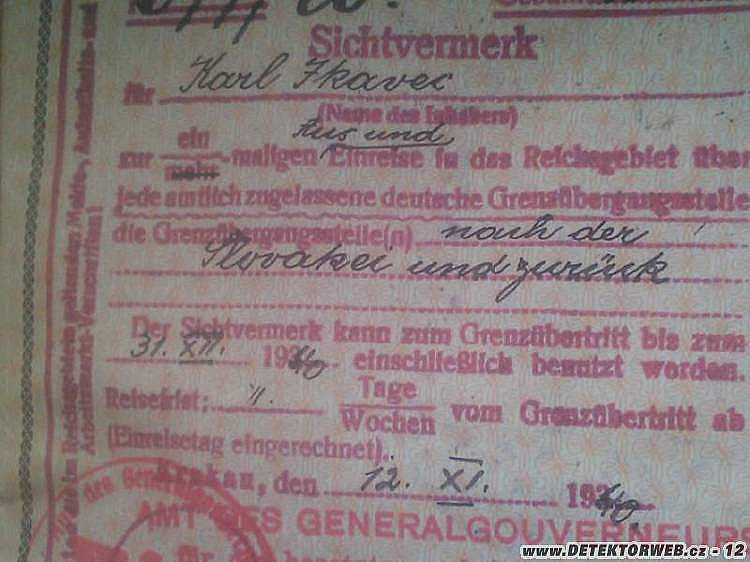 Sichtvermerk
für Karl Ikavec
(Name des Inhabers)
Aus und
ein
zur mehr-maligen Einreise in das Reichsgebiet über
jede amtlich zugelassene deutsche Grenzübergangsstelle
die Grenzübergangsstelle(n) nach der
Slovakei und zurück
Der Sichtvermerk kann zum Grenzübertritt bis zum
31. XII. 1940 einschließlich benutzt werden.
Reisefrist: " Tage
Wochen vom Grenzübertritt ab
(Einreisetag eingerechnet).
Krakau, den 12. XI. 1940.
AMT DES GENERALGOUVERNEURS
www.DETEKTORWEB.cz - 12